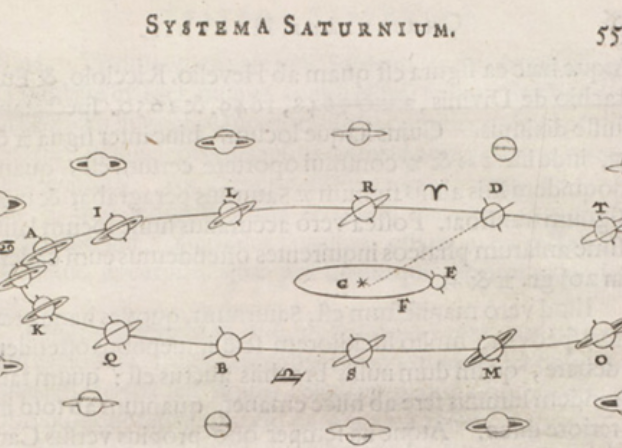 SYSTEMA SATURNIUM. 55
L R ♈ D
I T
A
G E
F
K
Q B S M O
♎